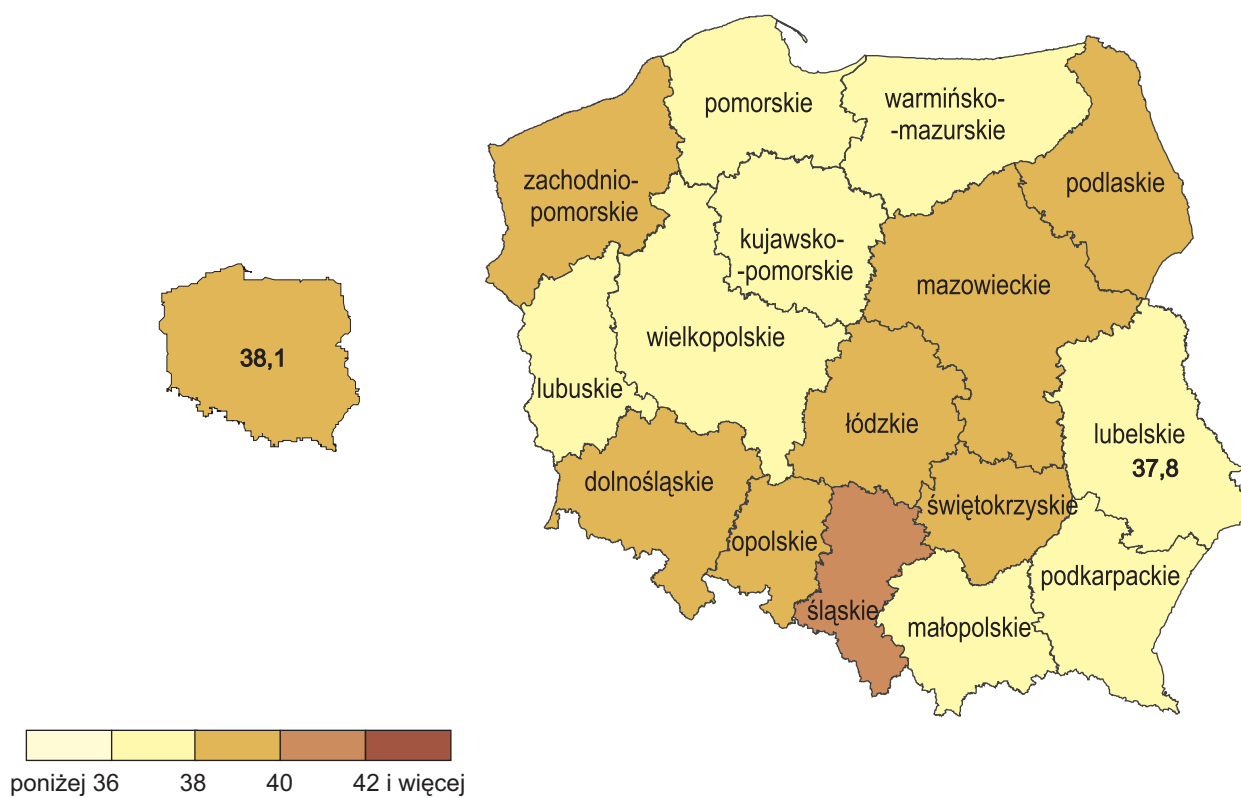 pomorskie
warmińsko-
-mazurskie
zachodnio-
pomorskie
podlaskie
kujawsko-
-pomorskie
mazowieckie
wielkopolskie
38,1
lubuskie
łódzkie
lubelskie
37,8
dolnośląskie
świętokrzyskie
opolskie
podkarpackie
śląskie
małopolskie
poniżej 36 38 40 42 i więcej